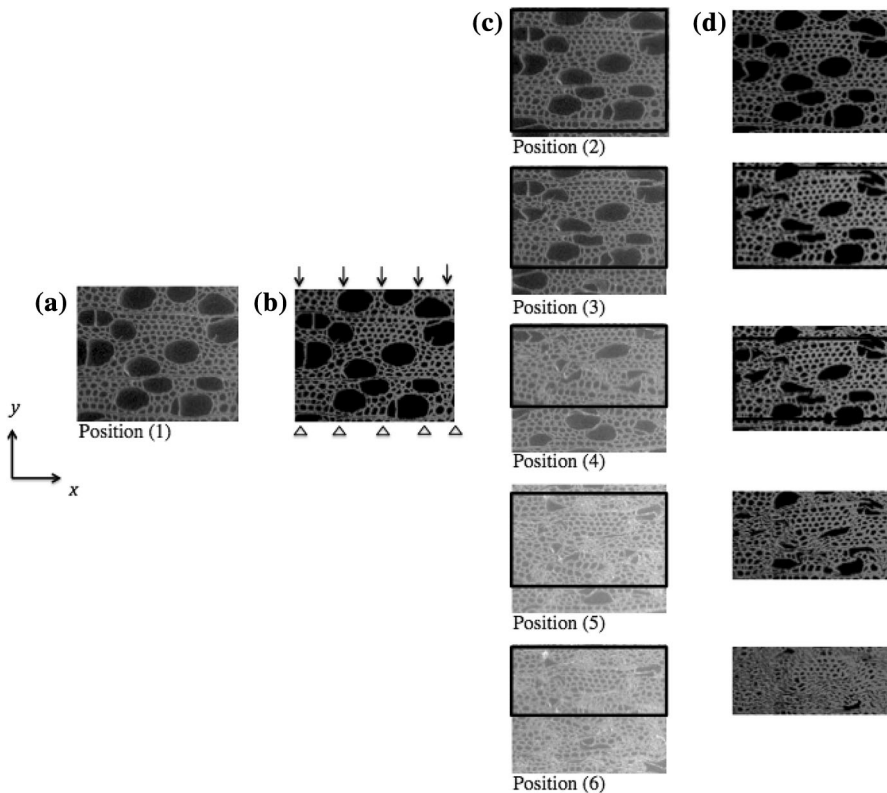 (c)
(d)
Position (2)
Position (3)
(a)
(b)
Position (4)
Position (1)
y
x
Position (5)
Position (6)